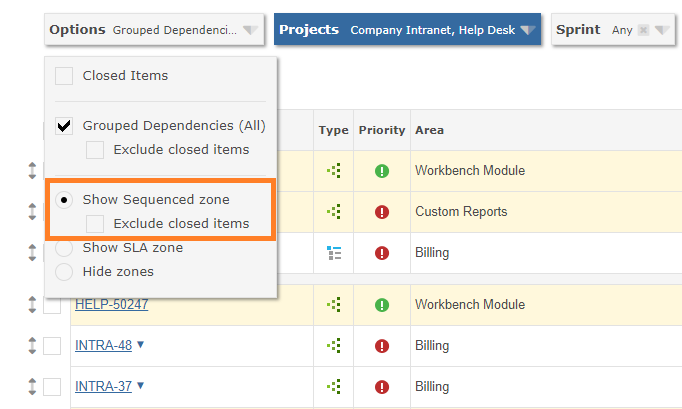 Options Grouped Dependenci... Projects Company Intranet, Help Desk Sprint Any
Closed Items
Grouped Dependencies (All)
Exclude closed items
Show Sequenced zone
Exclude closed items
Show SLA zone
Hide zones
Type Priority Area
Workbench Module
Custom Reports
Billing
HELP-50247 Workbench Module
INTRA-48 Billing
INTRA-37 Billing